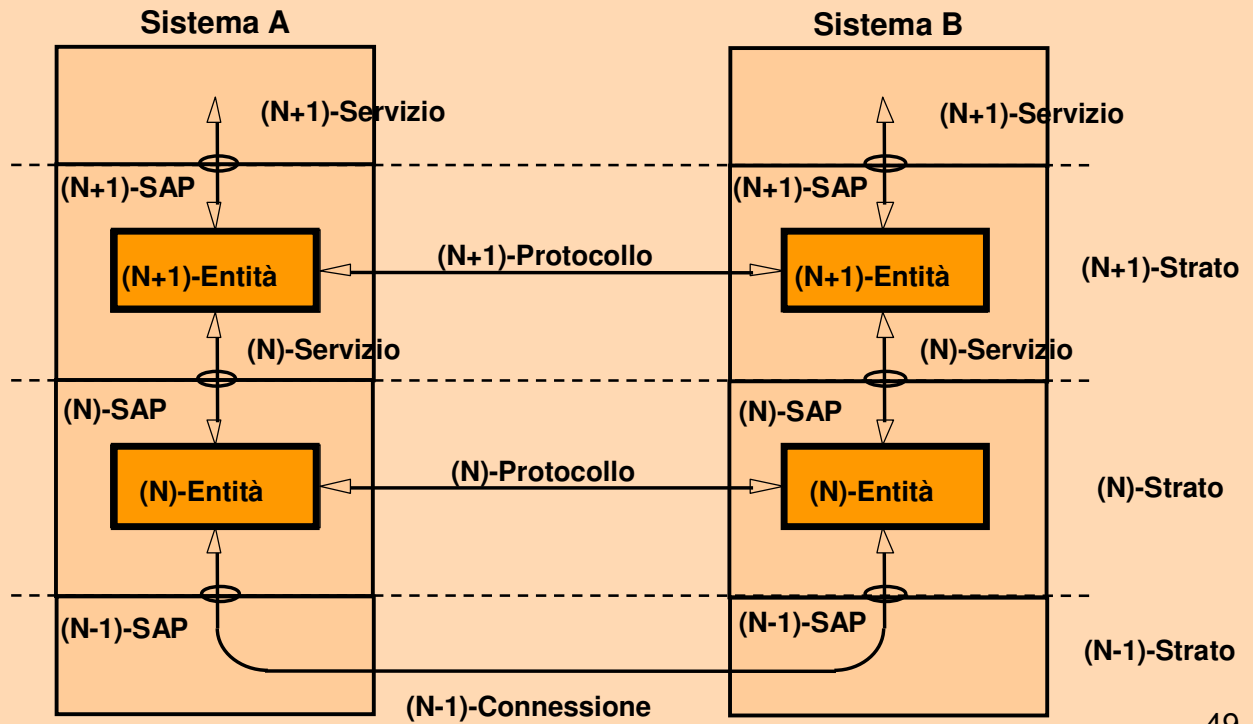 Sistema A
Sistema B
(N+1)-Servizio
(N+1)-Servizio
(N+1)-SAP
(N+1)-SAP
(N+1)-Protocollo
(N+1)-Entità
(N+1)-Entità
(N+1)-Strato
(N)-Servizio
(N)-Servizio
(N)-SAP
(N)-SAP
(N)-Protocollo
(N)-Entità
(N)-Entità
(N)-Strato
(N-1)-SAP
(N-1)-SAP
(N-1)-Strato
(N-1)-Connessione